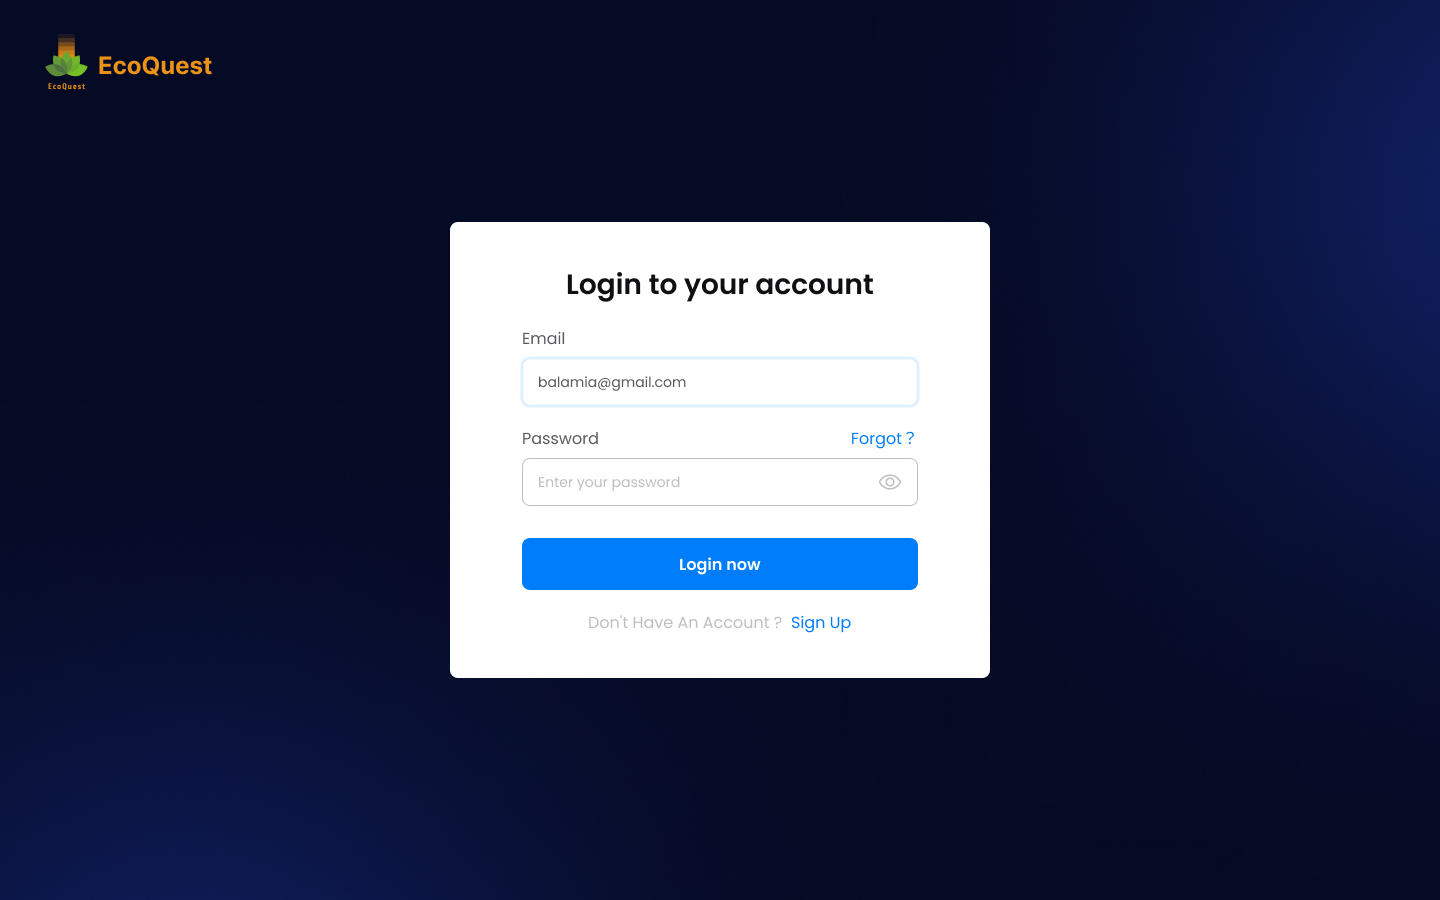 EcoQuest
EcoQuest
Login to your account
Email
balamia@gmail.com
Password Forgot ?
Enter your password
Login now
Don't Have An Account ? Sign Up